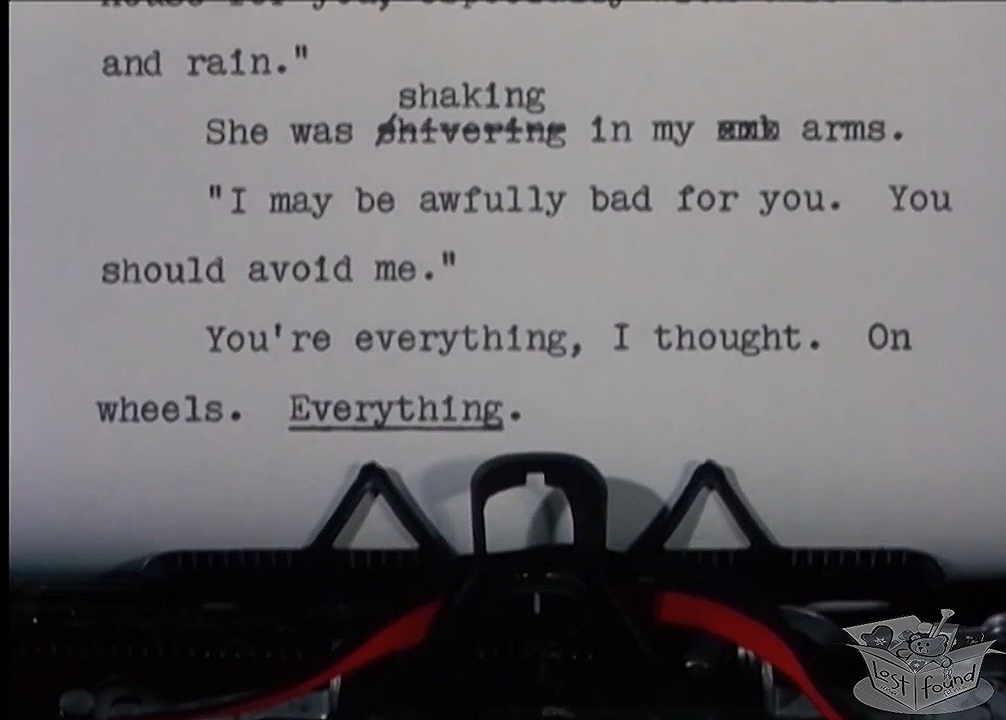 and rain."
shaking
She was shivering in my arms.
"I may be awfully bad for you. You
should avoid me."
You're everything, I thought. On
wheels. Everything.
Lost
found